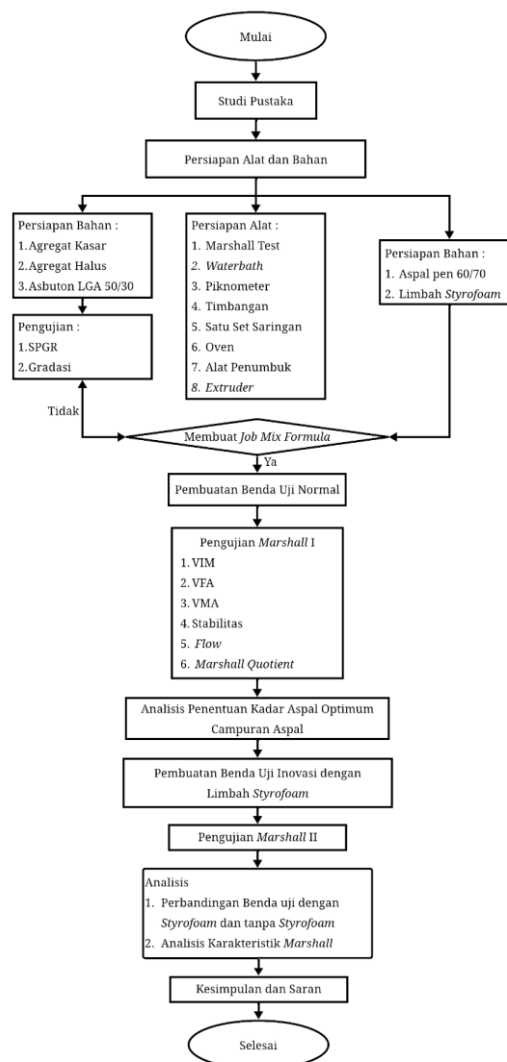 Mulai
Studi Pustaka
Persiapan Alat dan Bahan
Persiapan Bahan :
1. Agregat Kasar
2. Agregat Halus
3. Asbuton LGA 50/30
Pengujian :
1. SPGR
2. Gradasi
Persiapan Alat :
1. Marshall Test
2. Waterbath
3. Piknometer
4. Timbangan
5. Satu Set Saringan
6. Oven
7. Alat Penumbuk
8. Extruder
Persiapan Bahan :
1. Aspal pen 60/70
2. Limbah Styrofoam
Tidak
Membuat Job Mix Formula
Ya
Pembuatan Benda Uji Normal
Pengujian Marshall I
1. VIM
2. VFA
3. VMA
4. Stabilitas
5. Flow
6. Marshall Quotient
Analisis Penentuan Kadar Aspal Optimum
Campuran Aspal
Pembuatan Benda Uji Inovasi dengan
Limbah Styrofoam
Pengujian Marshall II
Analisis
1. Perbandingan Benda uji dengan
Styrofoam dan tanpa Styrofoam
2. Analisis Karakteristik Marshall
Kesimpulan dan Saran
Selesai